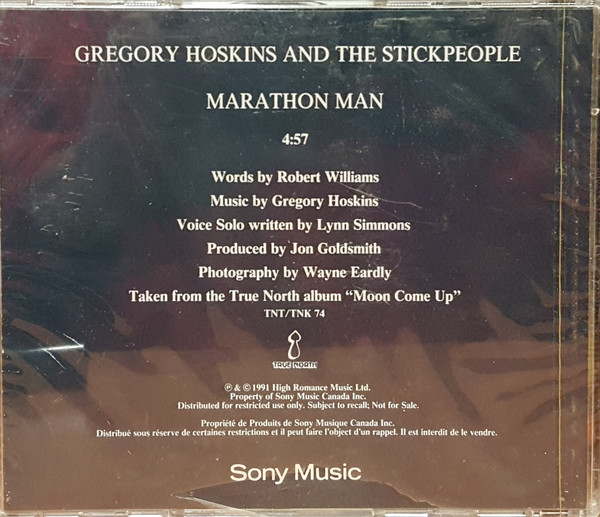 GREGORY HOSKINS AND THE STICKPEOPLE
MARATHON MAN
4:57
Words by Robert Williams
Music by Gregory Hoskins
Voice Solo written by Lynn Simmons
Produced by Jon Goldsmith
Photography by Wayne Eardly
Taken from the True North album “Moon Come Up”
TNT/TNK 74
TRUE NORTH
℗ & © 1991 High Romance Music Ltd.
Property of Sony Music Canada Inc.
Distributed for restricted use only. Subject to recall; Not for Sale.
Propriété de Produits de Sony Musique Canada Inc.
Distribué sous réserve de certaines restrictions et il peut faire l'object d'un rappel. Il est interdit de le vendre.
Sony Music